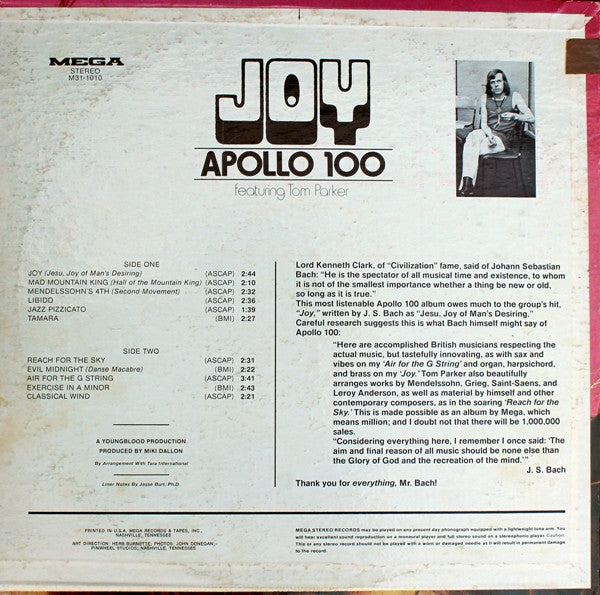 MEGA
STEREO
M31-1010
JOY
APOLLO 100
featuring Tom Parker
SIDE ONE
JOY (Jesu, Joy of Man's Desiring) (ASCAP) 2:44
MAD MOUNTAIN KING (Hall of the Mountain King) (ASCAP) 2:10
MENDELSSOHN'S 4TH (Second Movement) (ASCAP) 2:32
LIBIDO (ASCAP) 2:36
JAZZ PIZZICATO (ASCAP) 1:39
TAMARA (BMI) 2:27
SIDE TWO
REACH FOR THE SKY (ASCAP) 2:31
EVIL MIDNIGHT (Danse Macabre) (BMI) 2:22
AIR FOR THE G STRING (ASCAP) 3:41
EXERCISE IN A MINOR (BMI) 2:43
CLASSICAL WIND (ASCAP) 2:21
A YOUNGBLOOD PRODUCTION
PRODUCED BY MIKI DALLON
By Arrangement With Tara International
Liner Notes By Jesse Burt, Ph.D.
Lord Kenneth Clark, of "Civilization" fame, said of Johann Sebastian
Bach: "He is the spectator of all musical time and existence, to whom
it is not of the smallest importance whether a thing be new or old,
so long as it is true."
This most listenable Apollo 100 album owes much to the group's hit,
"Joy," written by J. S. Bach as "Jesu, Joy of Man's Desiring."
Careful research suggests this is what Bach himself might say of
Apollo 100:
"Here are accomplished British musicians respecting the
actual music, but tastefully innovating, as with sax and
vibes on my 'Air for the G String' and organ, harpsichord,
and brass on my 'Joy.' Tom Parker also beautifully
arranges works by Mendelssohn, Grieg, Saint-Saens, and
Leroy Anderson, as well as material by himself and other
contemporary composers, as in the soaring 'Reach for the
Sky.' This is made possible as an album by Mega, which
means million; and I doubt not that there will be 1,000,000
sales.
"Considering everything here, I remember I once said: 'The
aim and final reason of all music should be none else than
the Glory of God and the recreation of the mind.'"
J. S. Bach
Thank you for everything, Mr. Bach!
PRINTED IN U.S.A. MEGA RECORDS & TAPES, INC.,
NASHVILLE, TENNESSEE
ART DIRECTION: HERB BURNETTE; PHOTOS: JOHN DONEGAN,
PINWHEEL STUDIOS; NASHVILLE, TENNESSEE
MEGA STEREO RECORDS may be played on any present day phonograph equipped with a lightweight tone arm. You
will hear excellent sound reproduction on a monaural player and full stereo sound on a stereophonic player. Caution:
This or any stereo record should not be played with a worn or damaged needle as it will result in permanent damage
to the record.